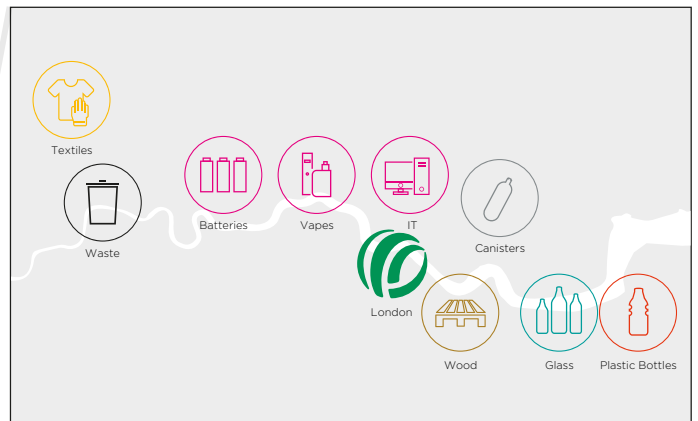 Textiles
Waste
Batteries
Vapes
IT
Canisters
London
Wood
Glass
Plastic Bottles